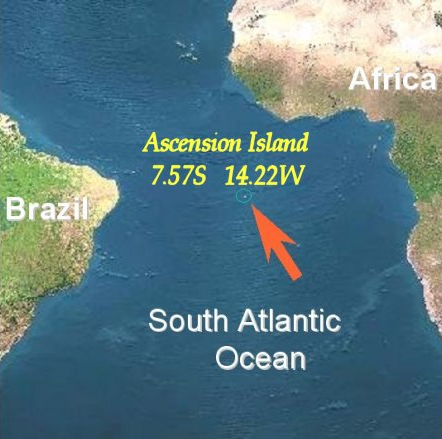 Africa
Ascension Island
7.57S 14.22W
Brazil
South Atlantic
Ocean